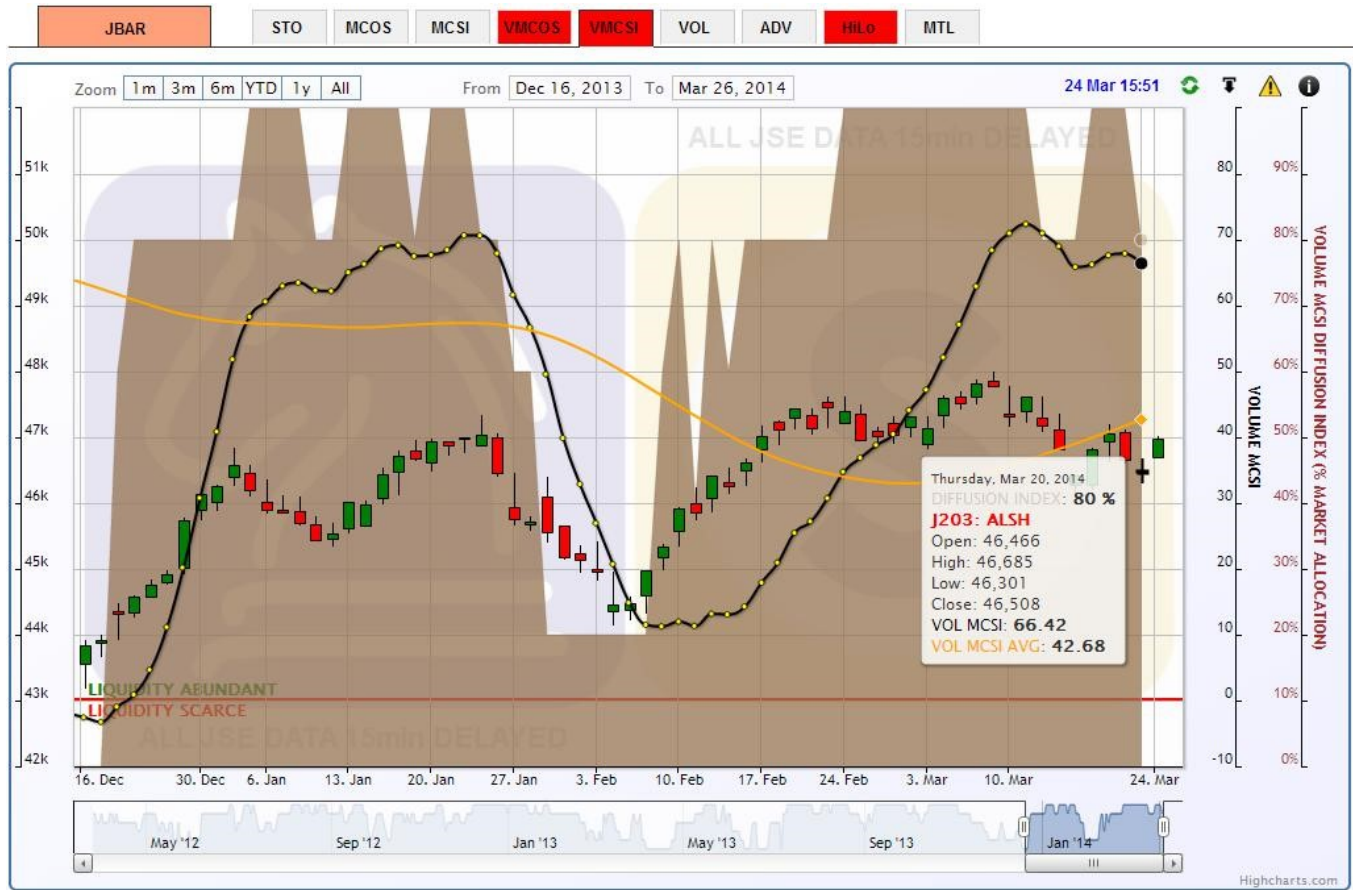 JBAR STO MCOS MCSI VMCOS VMCSI VOL ADV HiLo MTL
Zoom 1m 3m 6m YTD 1y All From Dec 16, 2013 To Mar 26, 2014 24 Mar 15:51
ALL JSE DATA 15min DELAYED
51k
50k
49k
48k
47k
46k
45k
44k
43k
42k
80
70
60
50
40
30
20
10
0
-10
VOLUME MCSI
90%
80%
70%
60%
50%
40%
30%
20%
10%
0%
VOLUME MCSI DIFFUSION INDEX (% MARKET ALLOCATION)
Thursday, Mar 20, 2014
DIFFUSION INDEX: 80 %
J203: ALSH
Open: 46,466
High: 46,685
Low: 46,301
Close: 46,508
VOL MCSI: 66.42
VOL MCSI AVG: 42.68
LIQUIDITY ABUNDANT
LIQUIDITY SCARCE
ALL JSE DATA 15min DELAYED
16. Dec 30. Dec 6. Jan 13. Jan 20. Jan 27. Jan 3. Feb 10. Feb 17. Feb 24. Feb 3. Mar 10. Mar 24. Mar
May '12 Sep '12 Jan '13 May '13 Sep '13 Jan '14
Highcharts.com